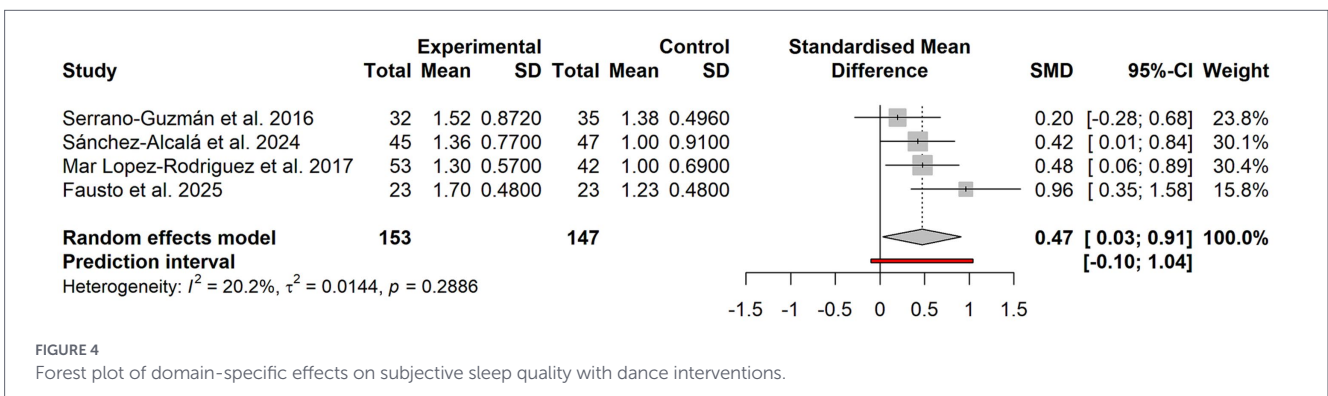 Experimental Control Standardised Mean
Study Total Mean SD Total Mean SD Difference SMD 95%-CI Weight
Serrano-Guzmán et al. 2016 32 1.52 0.8720 35 1.38 0.4960 0.20 [-0.28; 0.68] 23.8%
Sánchez-Alcalá et al. 2024 45 1.36 0.7700 47 1.00 0.9100 0.42 [ 0.01; 0.84] 30.1%
Mar Lopez-Rodriguez et al. 2017 53 1.30 0.5700 42 1.00 0.6900 0.48 [ 0.06; 0.89] 30.4%
Fausto et al. 2025 23 1.70 0.4800 23 1.23 0.4800 0.96 [ 0.35; 1.58] 15.8%
Random effects model 153 147 0.47 [ 0.03; 0.91] 100.0%
Prediction interval [-0.10; 1.04]
Heterogeneity: I² = 20.2%, τ² = 0.0144, p = 0.2886
-1.5 -1 -0.5 0 0.5 1 1.5
FIGURE 4
Forest plot of domain-specific effects on subjective sleep quality with dance interventions.